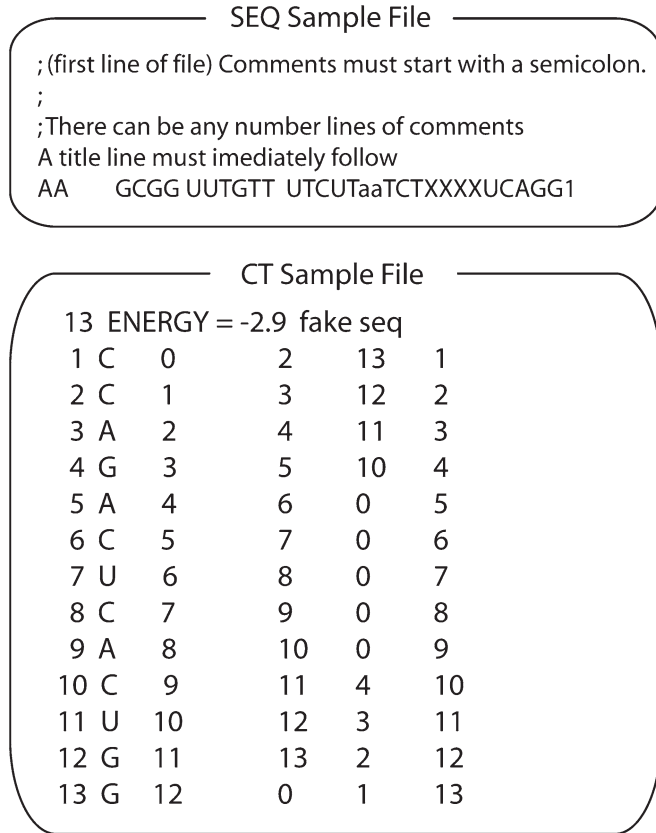 SEQ Sample File
;(first line of file) Comments must start with a semicolon.
;
;There can be any number lines of comments
A title line must imediately follow
AA GCGG UUTGTT UTCUTaaTCTXXXXUCAGG1
CT Sample File
13 ENERGY = -2.9 fake seq
1 C 0 2 13 1
2 C 1 3 12 2
3 A 2 4 11 3
4 G 3 5 10 4
5 A 4 6 0 5
6 C 5 7 0 6
7 U 6 8 0 7
8 C 7 9 0 8
9 A 8 10 0 9
10 C 9 11 4 10
11 U 10 12 3 11
12 G 11 13 2 12
13 G 12 0 1 13